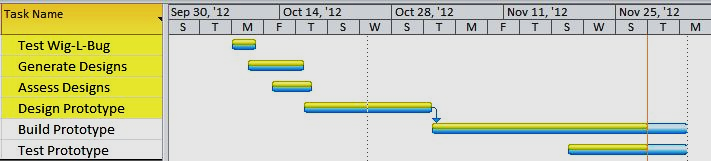 Task Name
Sep 30, '12 Oct 14, '12 Oct 28, '12 Nov 11, '12 Nov 25, '12
S T M F T S W S T M F T S W S T M
Test Wig-L-Bug
Generate Designs
Assess Designs
Design Prototype
Build Prototype
Test Prototype